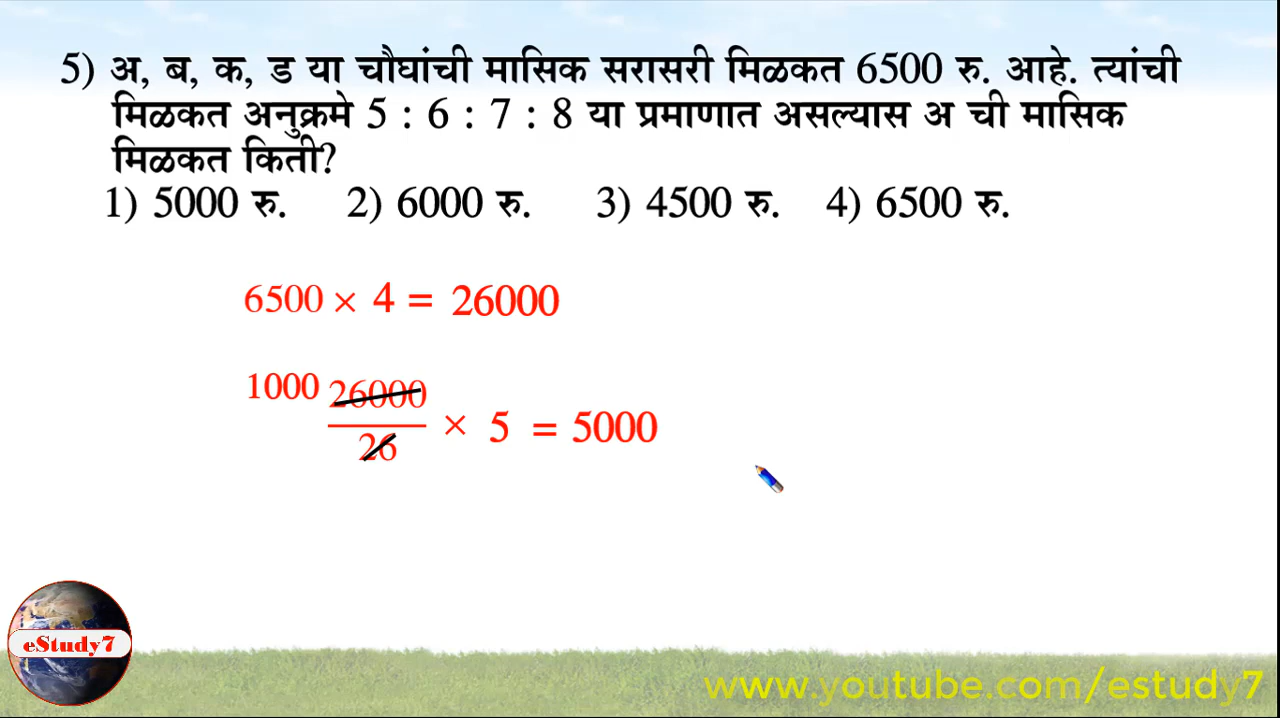 5) अ, ब, क, ड या चौघांची मासिक सरासरी मिळकत 6500 रु. आहे. त्यांची
मिळकत अनुक्रमे 5 : 6 : 7 : 8 या प्रमाणात असल्यास अ ची मासिक
मिळकत किती?
1) 5000 रु. 2) 6000 रु. 3) 4500 रु. 4) 6500 रु.
6500 × 4 = 26000
1000 26000
26 × 5 = 5000
eStudy7
www.youtube.com/estudy7